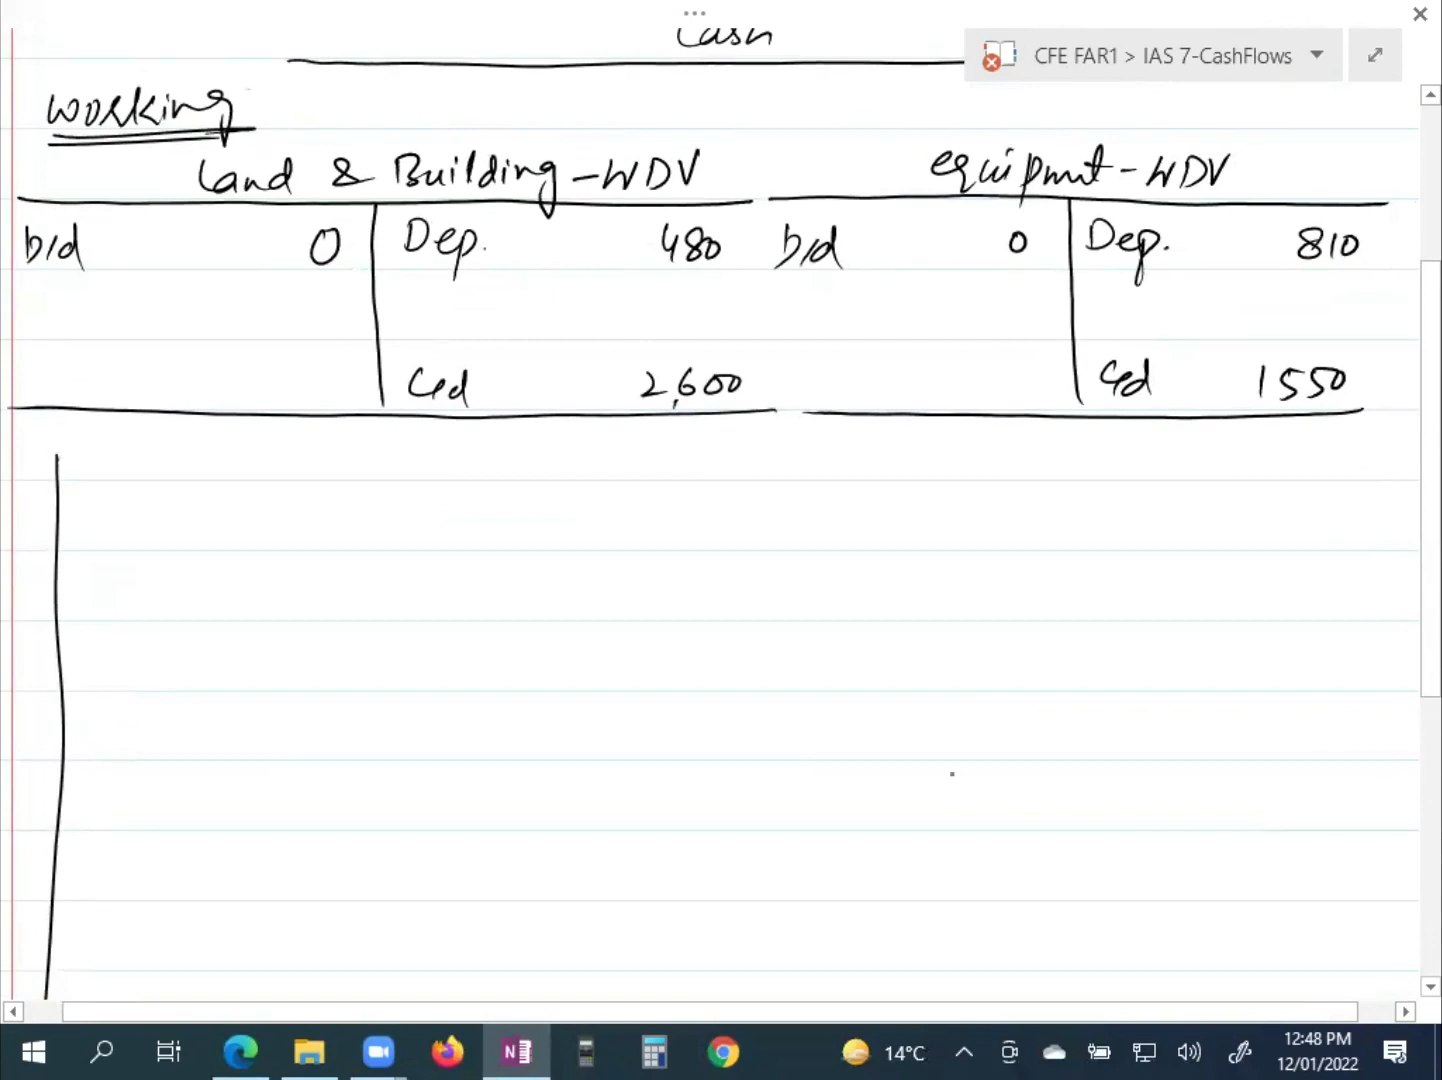 Cash
CFE FAR1 > IAS 7-CashFlows
Working
Land & Building - WDV
equipmnt - WDV
b/d 0 Dep. 480 b/d 0 Dep. 810
c/d 2,600 c/d 1550
14°C
12:48 PM
12/01/2022